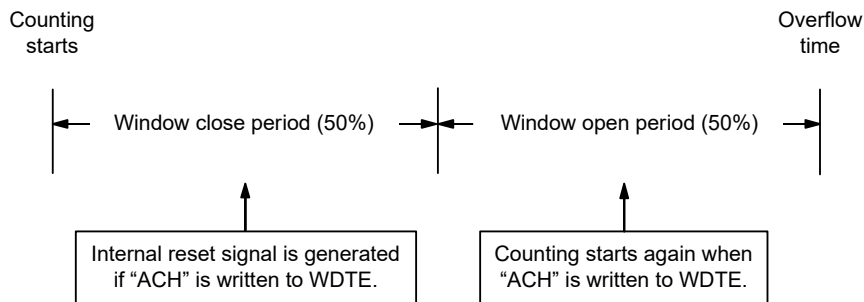 Counting
starts
Overflow
time
Window close period (50%)
Window open period (50%)
Internal reset signal is generated
if “ACH” is written to WDTE.
Counting starts again when
“ACH” is written to WDTE.